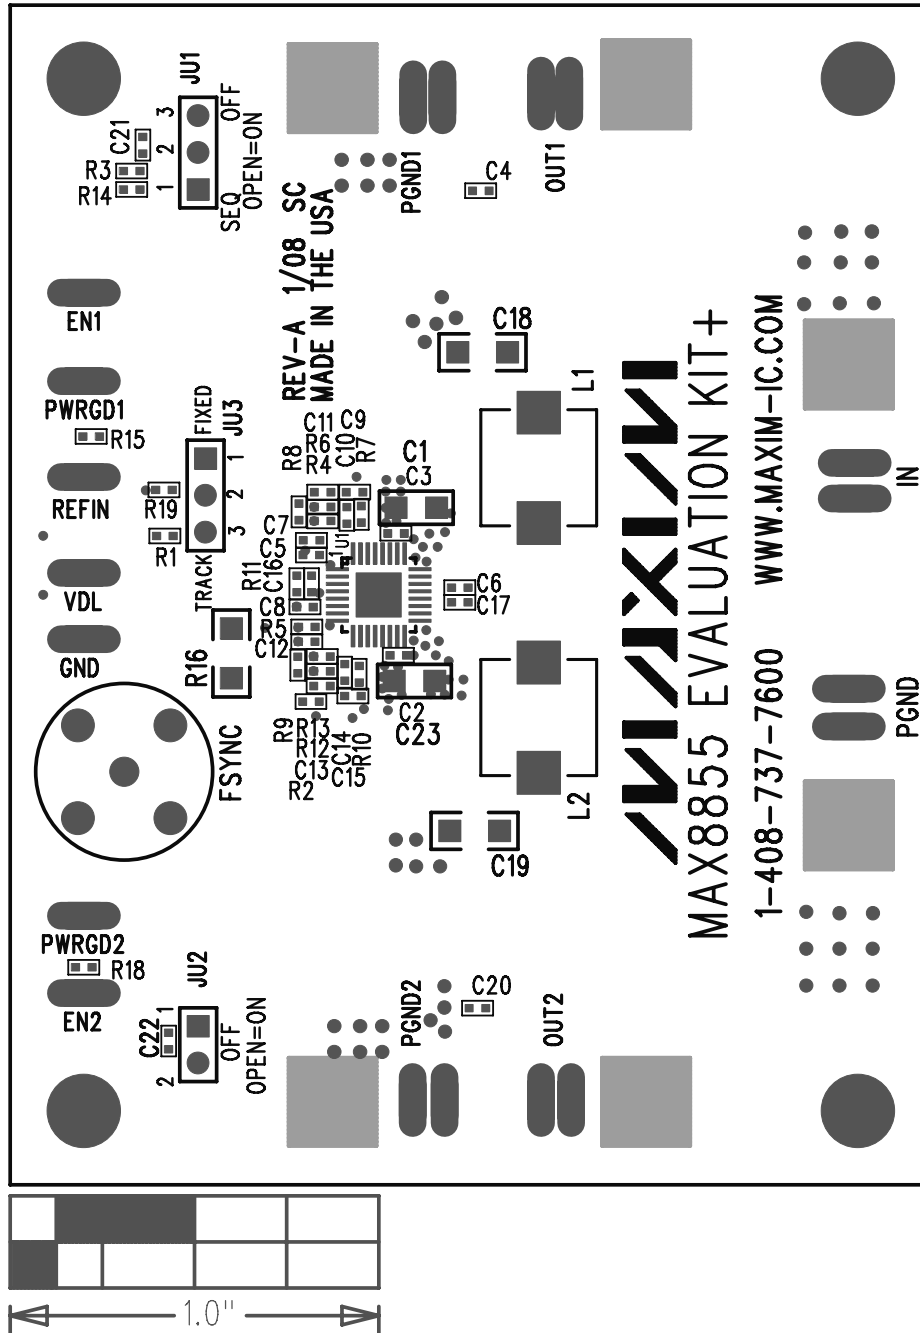 JU1
3
2
1
OFF
OPEN=ON
SEQ
C21
R3
R14
PGND1
OUT1
C4
EN1
PWRGD1
R15
REFIN
VDL
GND
REV-A 1/08 SC
MADE IN THE USA
C18
L1
FIXED
JU3
1
2
3
TRACK
R19
R1
R8
C11
R6
R4
C9
C10
R7
C1
C3
C7
C5
U1
1
R11
C16
C8
R5
C12
C6
C17
R16
FSYNC
R9
R13
R12
C13
R2
C14
C15
R10
C2
C23
L2
C19
MAXIM
MAX8855 EVALUATION KIT+
1-408-737-7600
WWW.MAXIM-IC.COM
IN
PGND
PWRGD2
R18
EN2
JU2
1
2
OFF
OPEN=ON
C22
PGND2
C20
OUT2
1.0"